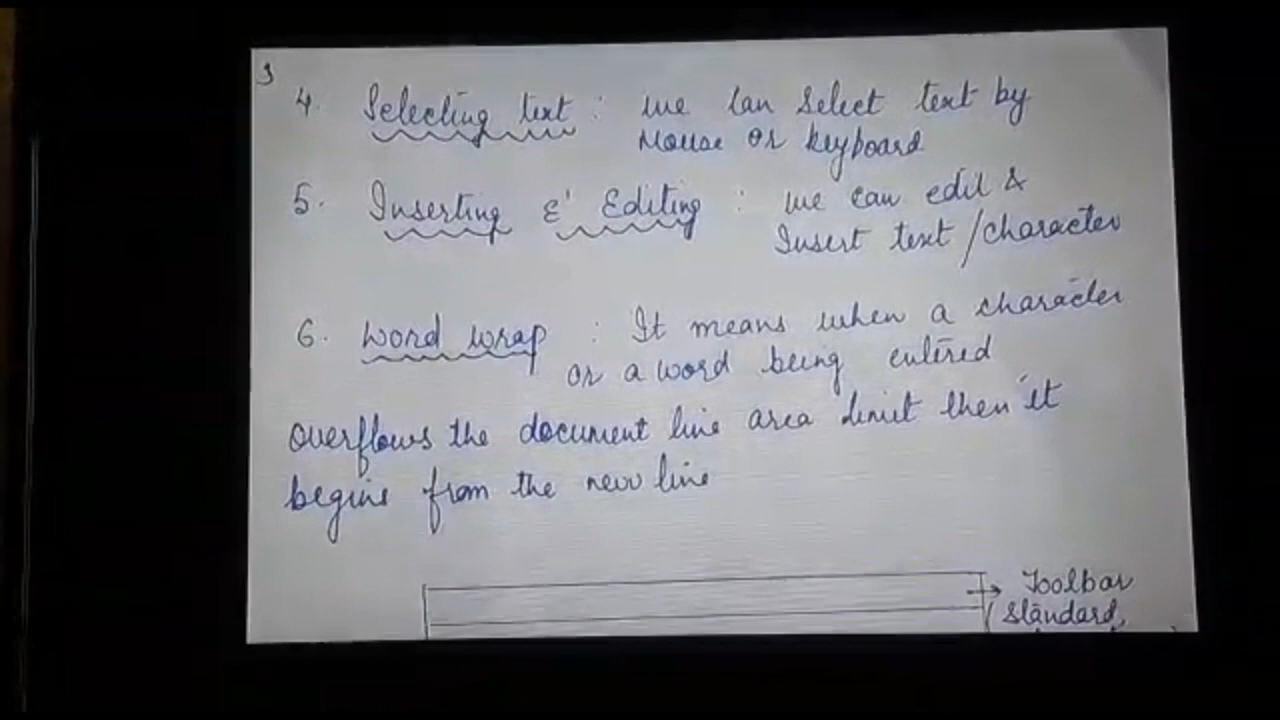 3
4. Selecting text : we can select text by
Mouse or keyboard
5. Inserting & Editing : we can edit &
Insert text / character
6. Word wrap : It means when a character
or a word being entered
overflows the document line area limit then it
begins from the new line
→ Toolbar
(Standard,